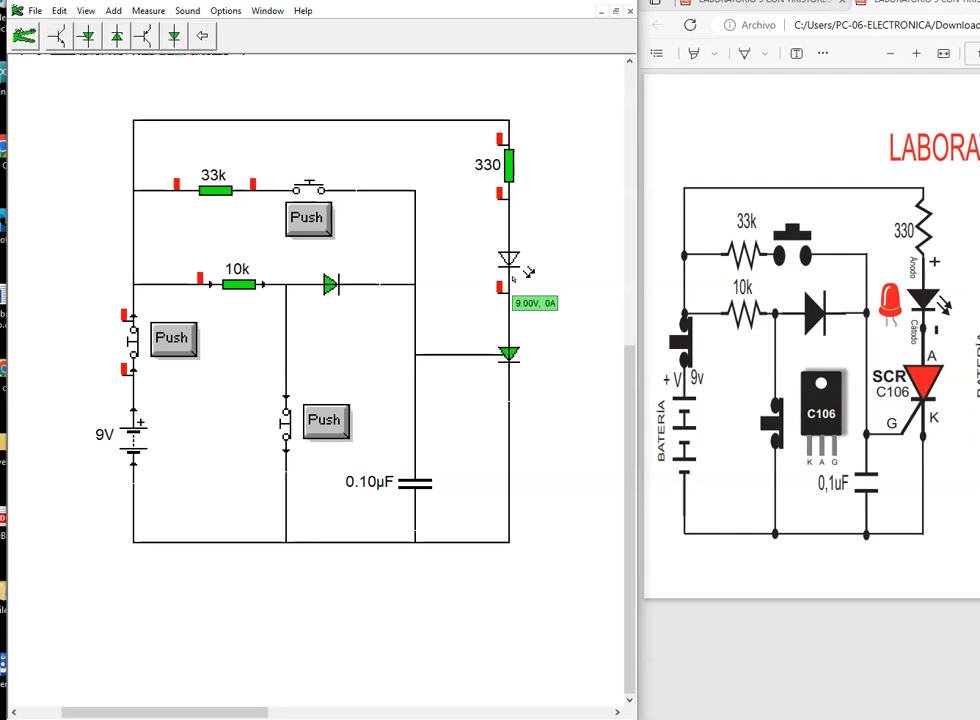 File Edit View Add Measure Sound Options Window Help
33k
Push
330
10k
9.00V, 0A
Push
9V
Push
0.10µF
Archivo
C:/Users/PC-06-ELECTRONICA/Download
LABORA
33k
330
+
Anodo
10k
Cátodo
-
A
SCR
C106
+ V 9v
C106
K
G
BATERÍA
K A G
0,1uF